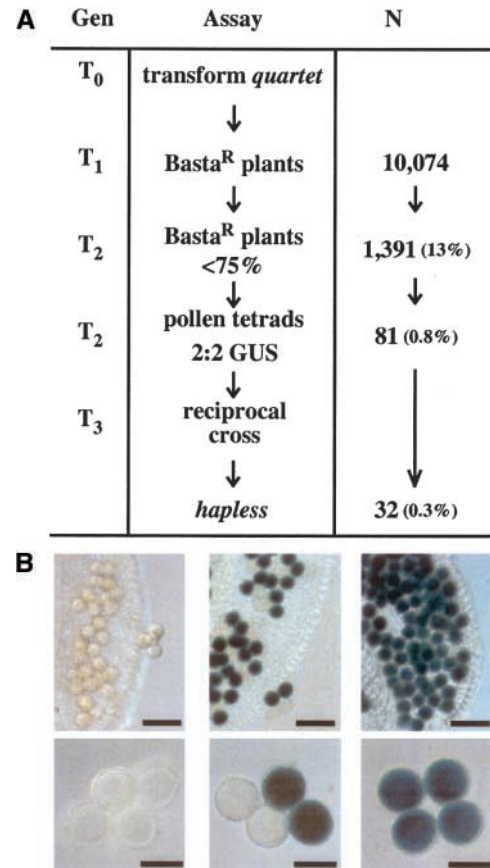 A
Gen Assay N
T₀ transform quartet
↓
T₁ Bastaᴿ plants 10,074
↓ ↓
T₂ Bastaᴿ plants 1,391 (13%)
<75%
↓ ↓
T₂ pollen tetrads 81 (0.8%)
2:2 GUS
↓
T₃ reciprocal
cross
↓ ↓
hapless 32 (0.3%)
B